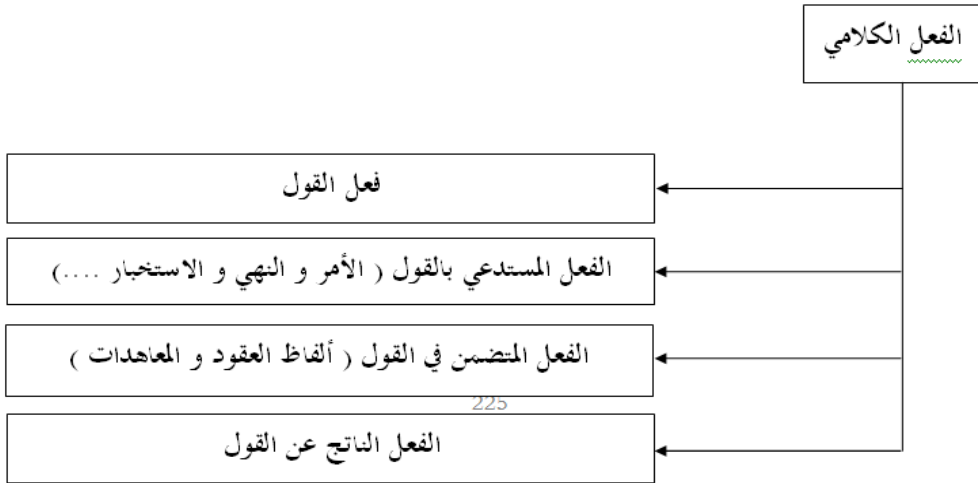 الفعل الكلامي
فعل القول
الفعل المستدعي بالقول ( الأمر و النهي و الاستخبار ....)
الفعل المتضمن في القول ( ألفاظ العقود و المعاهدات )
225
الفعل الناتج عن القول